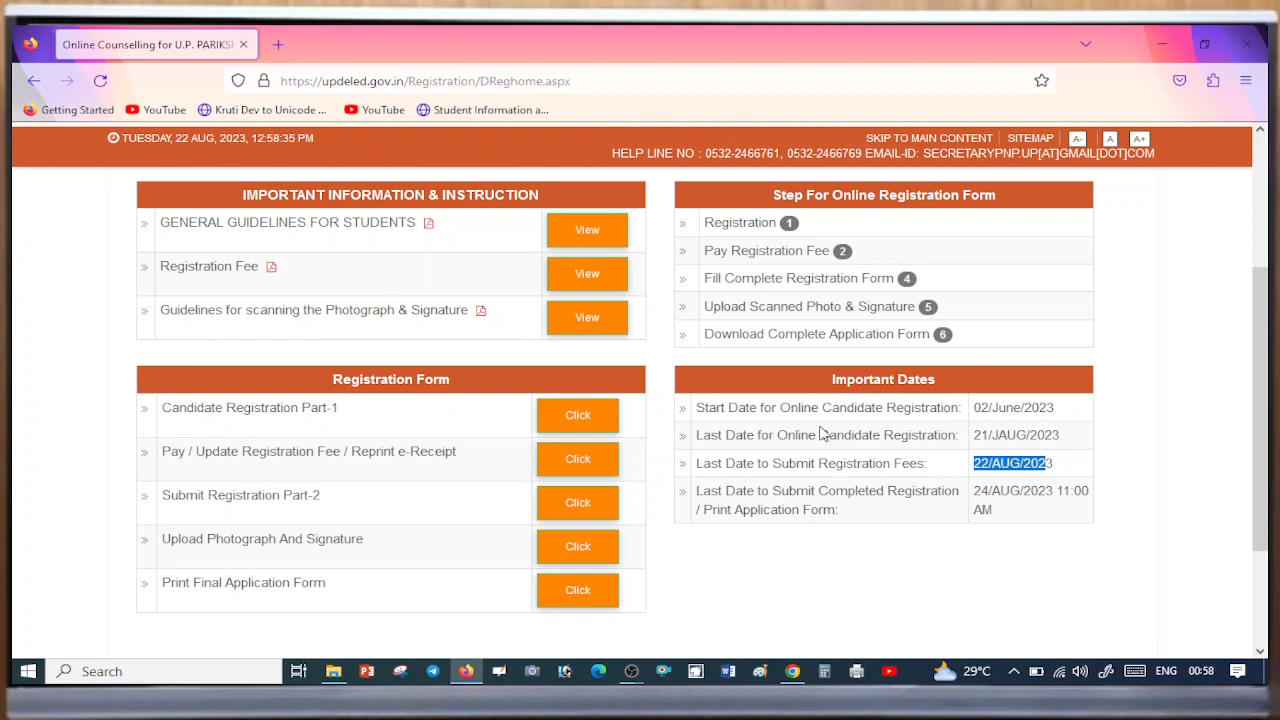 Online Counselling for U.P. PARIKSH
https://updeled.gov.in/Registration/DReghome.aspx
Getting Started
YouTube
Kruti Dev to Unicode ...
YouTube
Student Information a...
TUESDAY, 22 AUG, 2023, 12:58:35 PM
SKIP TO MAIN CONTENT
SITEMAP
A-
A
A+
HELP LINE NO : 0532-2466761, 0532-2466769 EMAIL-ID: SECRETARYPNP.UP[AT]GMAIL[DOT]COM
IMPORTANT INFORMATION & INSTRUCTION
GENERAL GUIDELINES FOR STUDENTS
View
Registration Fee
View
Guidelines for scanning the Photograph & Signature
View
Step For Online Registration Form
Registration 1
Pay Registration Fee 2
Fill Complete Registration Form 4
Upload Scanned Photo & Signature 5
Download Complete Application Form 6
Registration Form
Candidate Registration Part-1
Click
Pay / Update Registration Fee / Reprint e-Receipt
Click
Submit Registration Part-2
Click
Upload Photograph And Signature
Click
Print Final Application Form
Click
Important Dates
Start Date for Online Candidate Registration: 02/June/2023
Last Date for Online Candidate Registration: 21/JAUG/2023
Last Date to Submit Registration Fees: 22/AUG/2023
Last Date to Submit Completed Registration 24/AUG/2023 11:00
/ Print Application Form: AM
Search
29°C
ENG
00:58